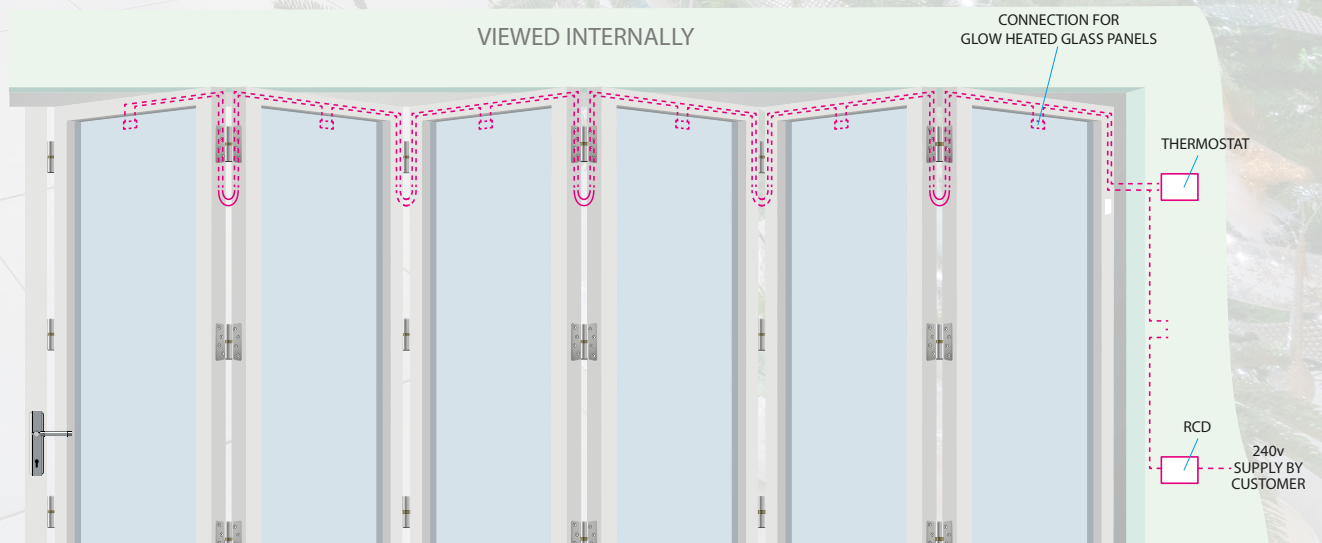 VIEWED INTERNALLY
CONNECTION FOR
GLOW HEATED GLASS PANELS
THERMOSTAT
RCD
240v
SUPPLY BY
CUSTOMER